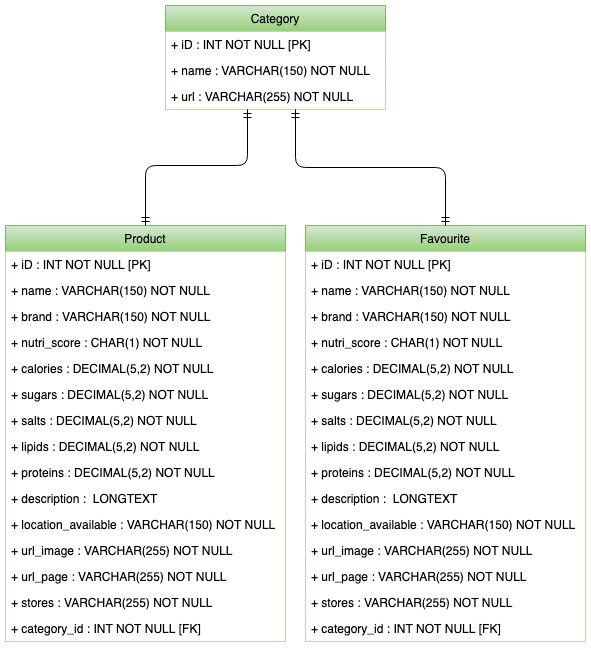 Category
+ iD : INT NOT NULL [PK]
+ name : VARCHAR(150) NOT NULL
+ url : VARCHAR(255) NOT NULL
Product
+ iD : INT NOT NULL [PK]
+ name : VARCHAR(150) NOT NULL
+ brand : VARCHAR(150) NOT NULL
+ nutri_score : CHAR(1) NOT NULL
+ calories : DECIMAL(5,2) NOT NULL
+ sugars : DECIMAL(5,2) NOT NULL
+ salts : DECIMAL(5,2) NOT NULL
+ lipids : DECIMAL(5,2) NOT NULL
+ proteins : DECIMAL(5,2) NOT NULL
+ description :  LONGTEXT
+ location_available : VARCHAR(150) NOT NULL
+ url_image : VARCHAR(255) NOT NULL
+ url_page : VARCHAR(255) NOT NULL
+ stores : VARCHAR(255) NOT NULL
+ category_id : INT NOT NULL [FK]
Favourite
+ iD : INT NOT NULL [PK]
+ name : VARCHAR(150) NOT NULL
+ brand : VARCHAR(150) NOT NULL
+ nutri_score : CHAR(1) NOT NULL
+ calories : DECIMAL(5,2) NOT NULL
+ sugars : DECIMAL(5,2) NOT NULL
+ salts : DECIMAL(5,2) NOT NULL
+ lipids : DECIMAL(5,2) NOT NULL
+ proteins : DECIMAL(5,2) NOT NULL
+ description :  LONGTEXT
+ location_available : VARCHAR(150) NOT NULL
+ url_image : VARCHAR(255) NOT NULL
+ url_page : VARCHAR(255) NOT NULL
+ stores : VARCHAR(255) NOT NULL
+ category_id : INT NOT NULL [FK]